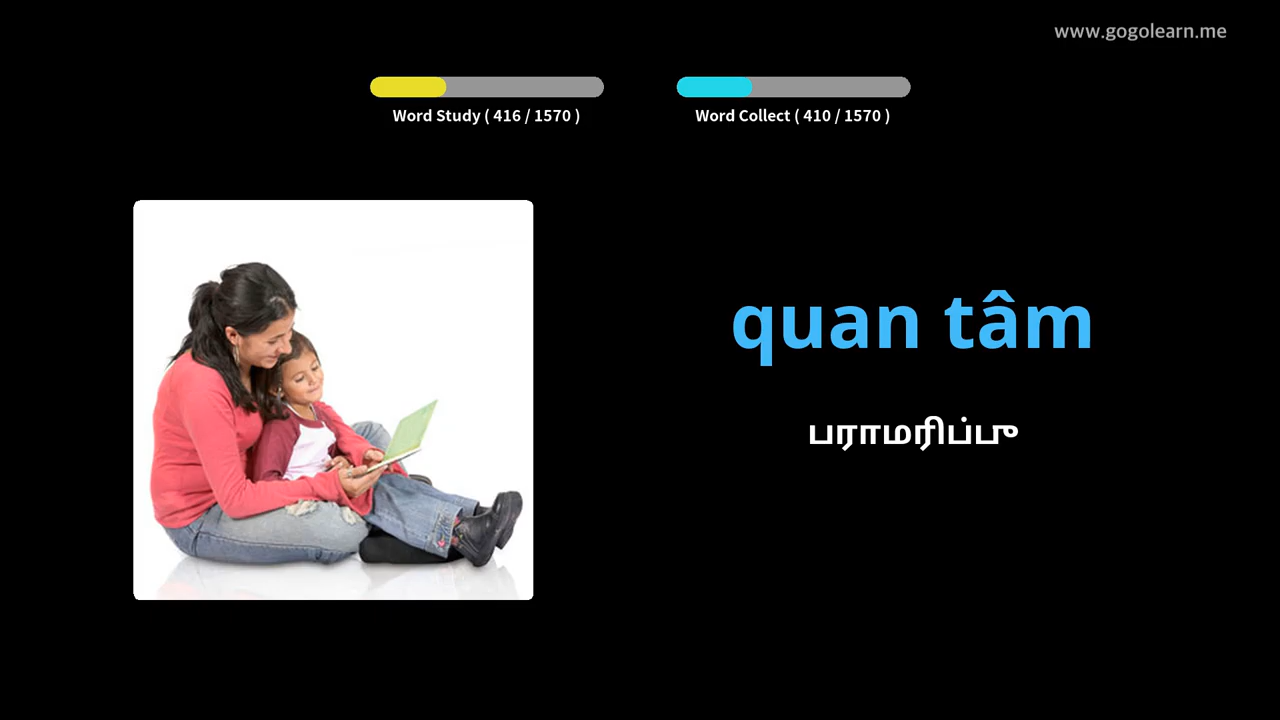 www.gogolearn.me
Word Study ( 416 / 1570 )
Word Collect ( 410 / 1570 )
quan tâm
பராமரிப்பு